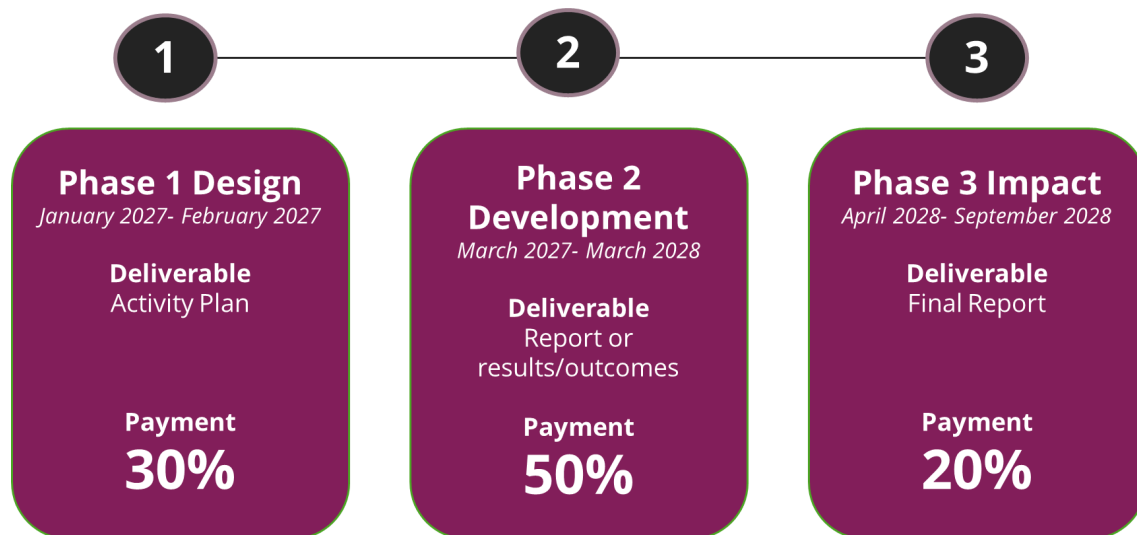 1
2
3
Phase 1 Design
January 2027- February 2027
Deliverable
Activity Plan
Payment
30%
Phase 2
Development
March 2027- March 2028
Deliverable
Report or
results/outcomes
Payment
50%
Phase 3 Impact
April 2028- September 2028
Deliverable
Final Report
Payment
20%